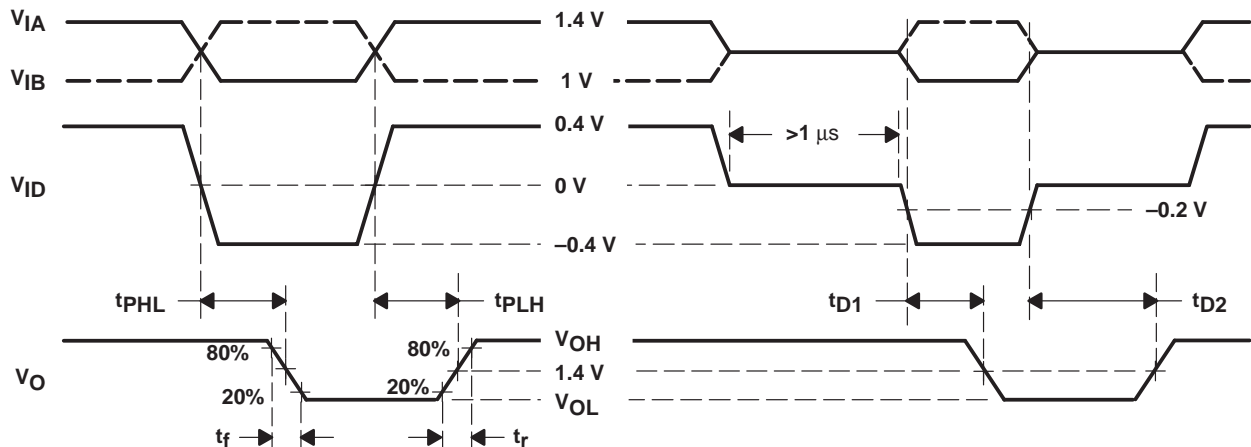 VIA
1.4 V
VIB
1 V
0.4 V
>1 μs
VID
0 V
–0.2 V
–0.4 V
tPHL
tPLH
tD1
tD2
VOH
80%
80%
VO
1.4 V
20%
20%
VOL
tf
tr